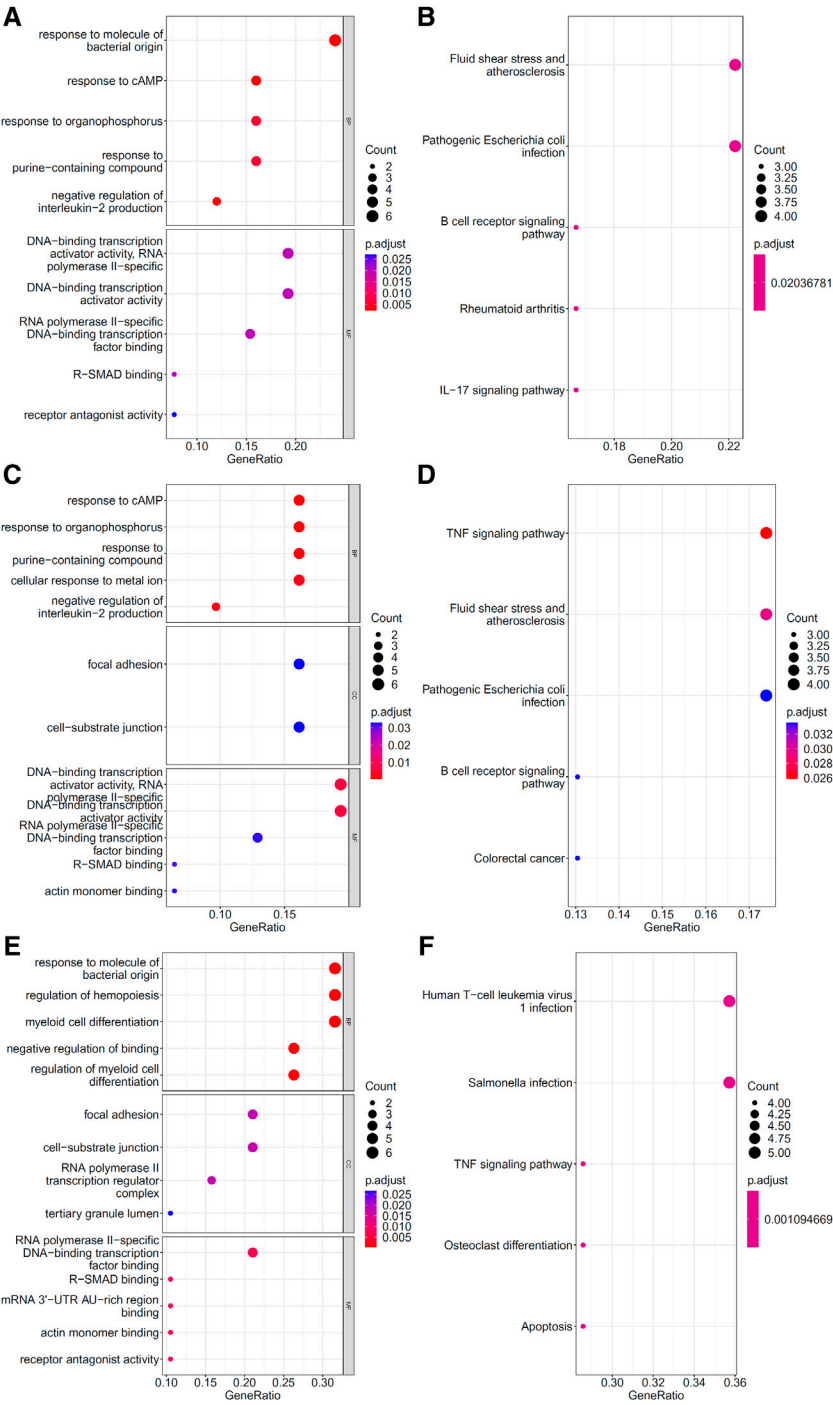 A
response to molecule of
bacterial origin
response to cAMP
response to organophosphorus
response to
purine−containing compound
negative regulation of
interleukin−2 production
BP
DNA−binding transcription
activator activity, RNA
polymerase II−specific
DNA−binding transcription
activator activity
RNA polymerase II−specific
DNA−binding transcription
factor binding
R−SMAD binding
receptor antagonist activity
MF
0.10 0.15 0.20
GeneRatio
Count
2
3
4
5
6
p.adjust
0.025
0.020
0.015
0.010
0.005
B
Fluid shear stress and
atherosclerosis
Pathogenic Escherichia coli
infection
B cell receptor signaling
pathway
Rheumatoid arthritis
IL−17 signaling pathway
0.18 0.20 0.22
GeneRatio
Count
3.00
3.25
3.50
3.75
4.00
p.adjust
0.02036781
C
response to cAMP
response to organophosphorus
response to
purine−containing compound
cellular response to metal ion
negative regulation of
interleukin−2 production
BP
focal adhesion
cell−substrate junction
CC
DNA−binding transcription
activator activity, RNA
polymerase II−specific
DNA−binding transcription
activator activity
RNA polymerase II−specific
DNA−binding transcription
factor binding
R−SMAD binding
actin monomer binding
MF
0.10 0.15
GeneRatio
Count
2
3
4
5
6
p.adjust
0.03
0.02
0.01
D
TNF signaling pathway
Fluid shear stress and
atherosclerosis
Pathogenic Escherichia coli
infection
B cell receptor signaling
pathway
Colorectal cancer
0.13 0.14 0.15 0.16 0.17
GeneRatio
Count
3.00
3.25
3.50
3.75
4.00
p.adjust
0.032
0.030
0.028
0.026
E
response to molecule of
bacterial origin
regulation of hemopoiesis
myeloid cell differentiation
negative regulation of binding
regulation of myeloid cell
differentiation
BP
focal adhesion
cell−substrate junction
RNA polymerase II
transcription regulator
complex
tertiary granule lumen
CC
RNA polymerase II−specific
DNA−binding transcription
factor binding
R−SMAD binding
mRNA 3'−UTR AU−rich region
binding
actin monomer binding
receptor antagonist activity
MF
0.10 0.15 0.20 0.25 0.30
GeneRatio
Count
2
3
4
5
6
p.adjust
0.025
0.020
0.015
0.010
0.005
F
Human T−cell leukemia virus
1 infection
Salmonella infection
TNF signaling pathway
Osteoclast differentiation
Apoptosis
0.30 0.32 0.34 0.36
GeneRatio
Count
4.00
4.25
4.50
4.75
5.00
p.adjust
0.001094669